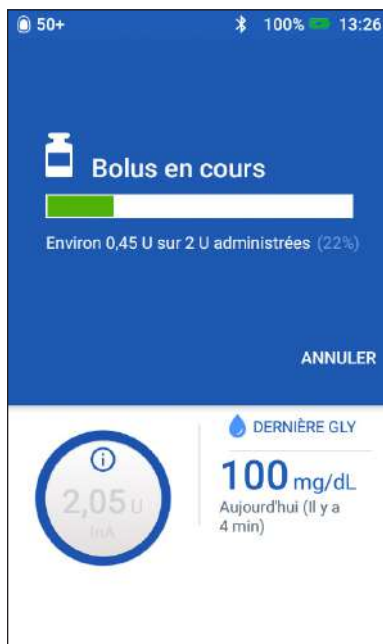 50+ 100% 13:26
Bolus en cours
Environ 0,45 U sur 2 U administrées (22%)
ANNULER
DERNIÈRE GLY
2,05 U
InA
100 mg/dL
Aujourd'hui (Il y a
4 min)